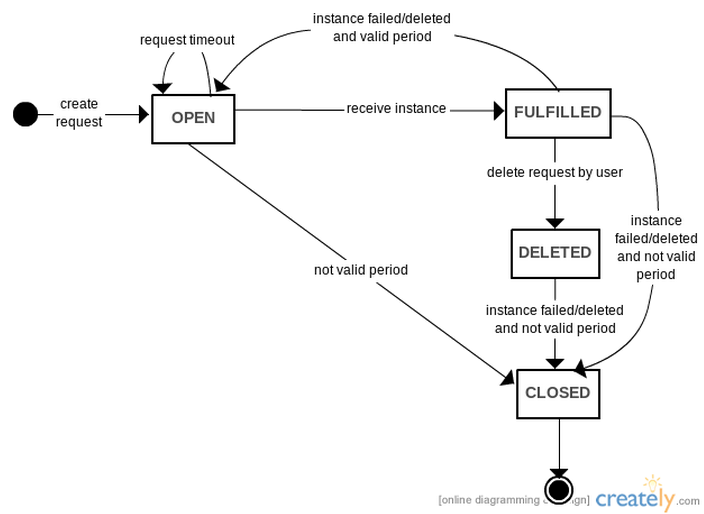 instance failed/deleted
and valid period
request timeout
create
request
OPEN
receive instance
FULFILLED
delete request by user
instance
failed/deleted
and not valid
period
DELETED
not valid period
instance failed/deleted
and not valid period
CLOSED
[online diagramming
creately.com